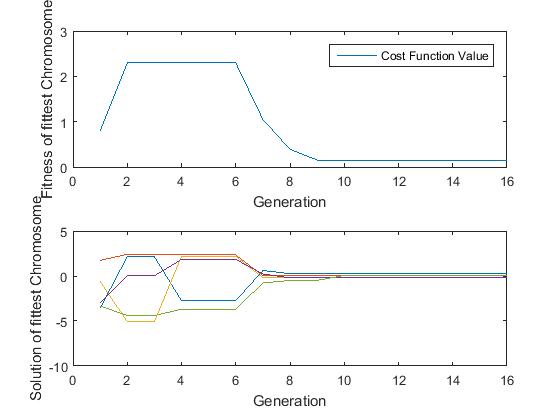 3
2
1
0
Fitness of fittest Chromosome
Cost Function Value
0 2 4 6 8 10 12 14 16
Generation
5
0
-5
-10
Solution of fittest Chromosome
0 2 4 6 8 10 12 14 16
Generation